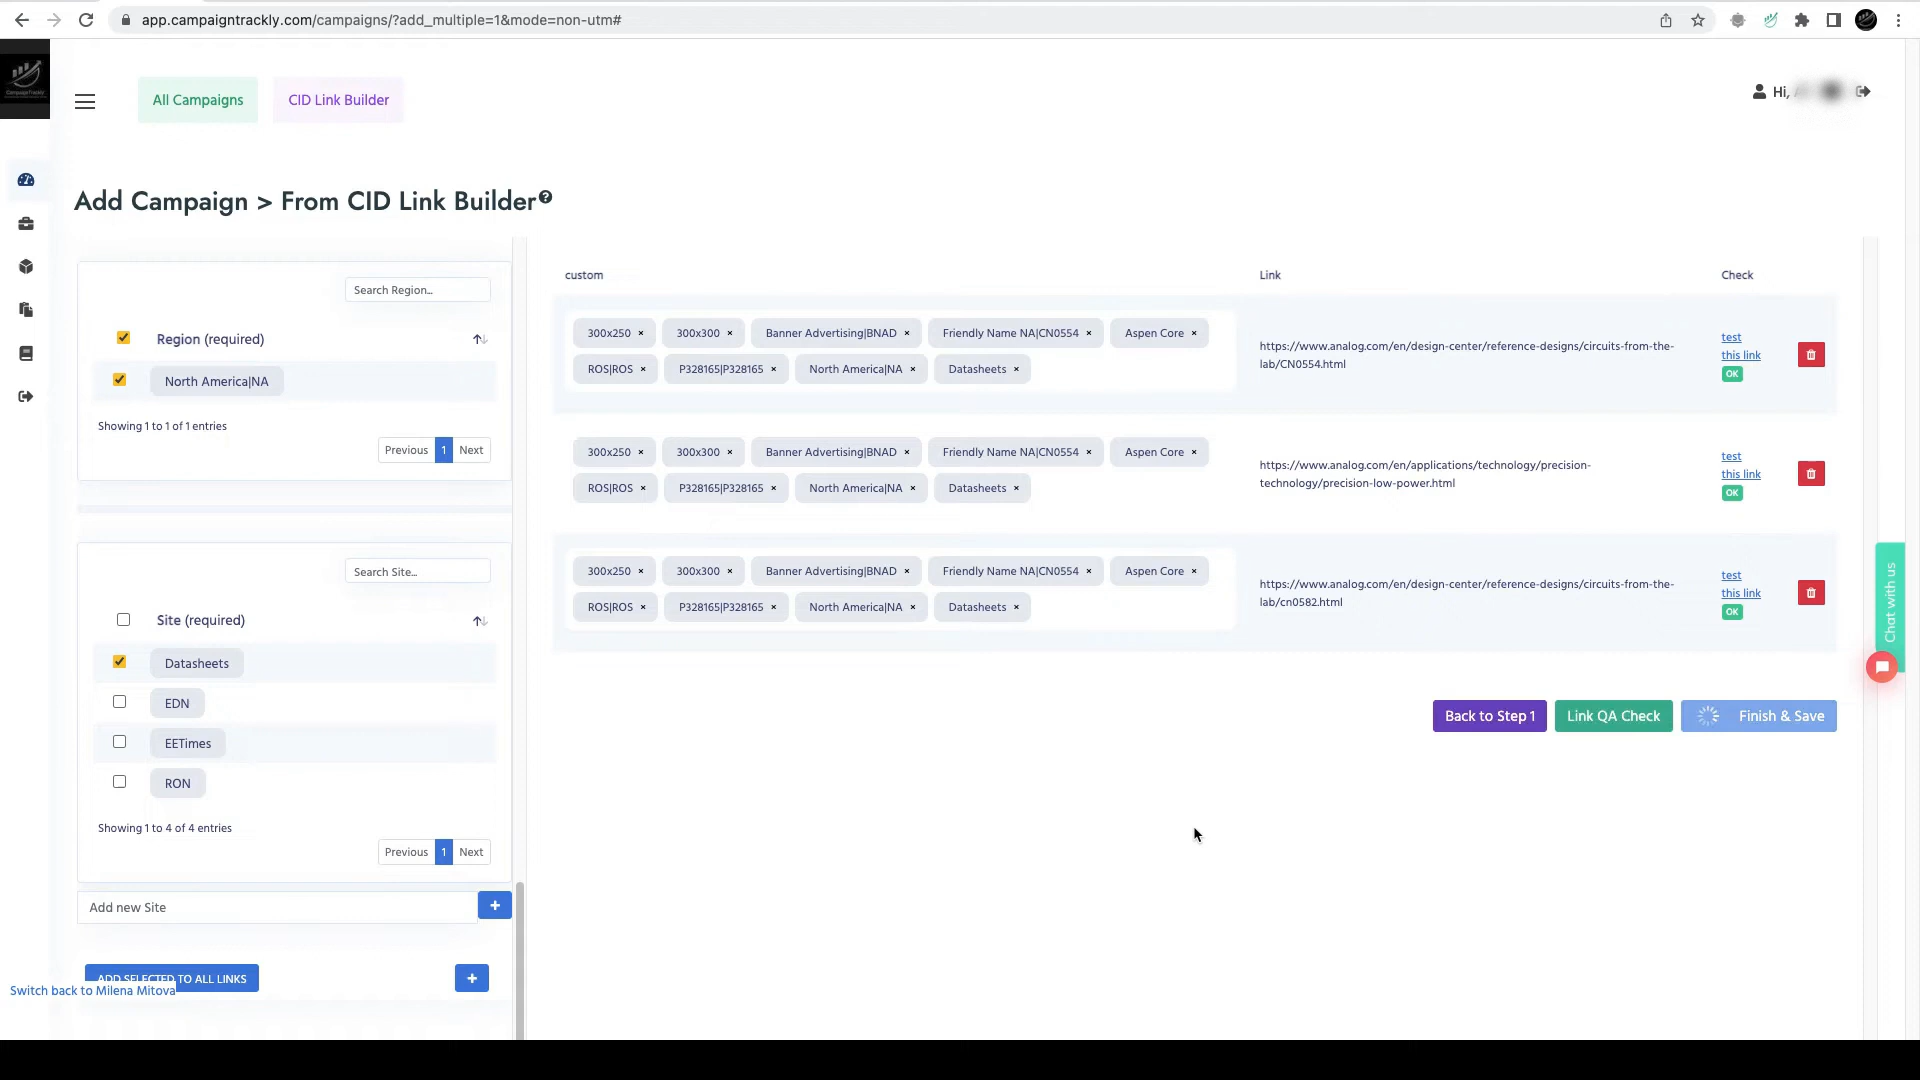 app.campaigntrackly.com/campaigns/?add_multiple=1&mode=non-utm#
All Campaigns
CID Link Builder
Hi,
Add Campaign > From CID Link Builder
Search Region...
Region (required)
North America|NA
Showing 1 to 1 of 1 entries
Previous 1 Next
Search Site...
Site (required)
Datasheets
EDN
EETimes
RON
Showing 1 to 4 of 4 entries
Previous 1 Next
Add new Site
+
ADD SELECTED TO ALL LINKS
+
Switch back to Milena Mitova
custom Link Check
300x250 × 300x300 × Banner Advertising|BNAD × Friendly Name NA|CN0554 × Aspen Core ×
ROS|ROS × P328165|P328165 × North America|NA × Datasheets ×
https://www.analog.com/en/design-center/reference-designs/circuits-from-the-
lab/CN0554.html
test
this link
OK
300x250 × 300x300 × Banner Advertising|BNAD × Friendly Name NA|CN0554 × Aspen Core ×
ROS|ROS × P328165|P328165 × North America|NA × Datasheets ×
https://www.analog.com/en/applications/technology/precision-
technology/precision-low-power.html
test
this link
OK
300x250 × 300x300 × Banner Advertising|BNAD × Friendly Name NA|CN0554 × Aspen Core ×
ROS|ROS × P328165|P328165 × North America|NA × Datasheets ×
https://www.analog.com/en/design-center/reference-designs/circuits-from-the-
lab/cn0582.html
test
this link
OK
Back to Step 1
Link QA Check
Finish & Save
Chat with us